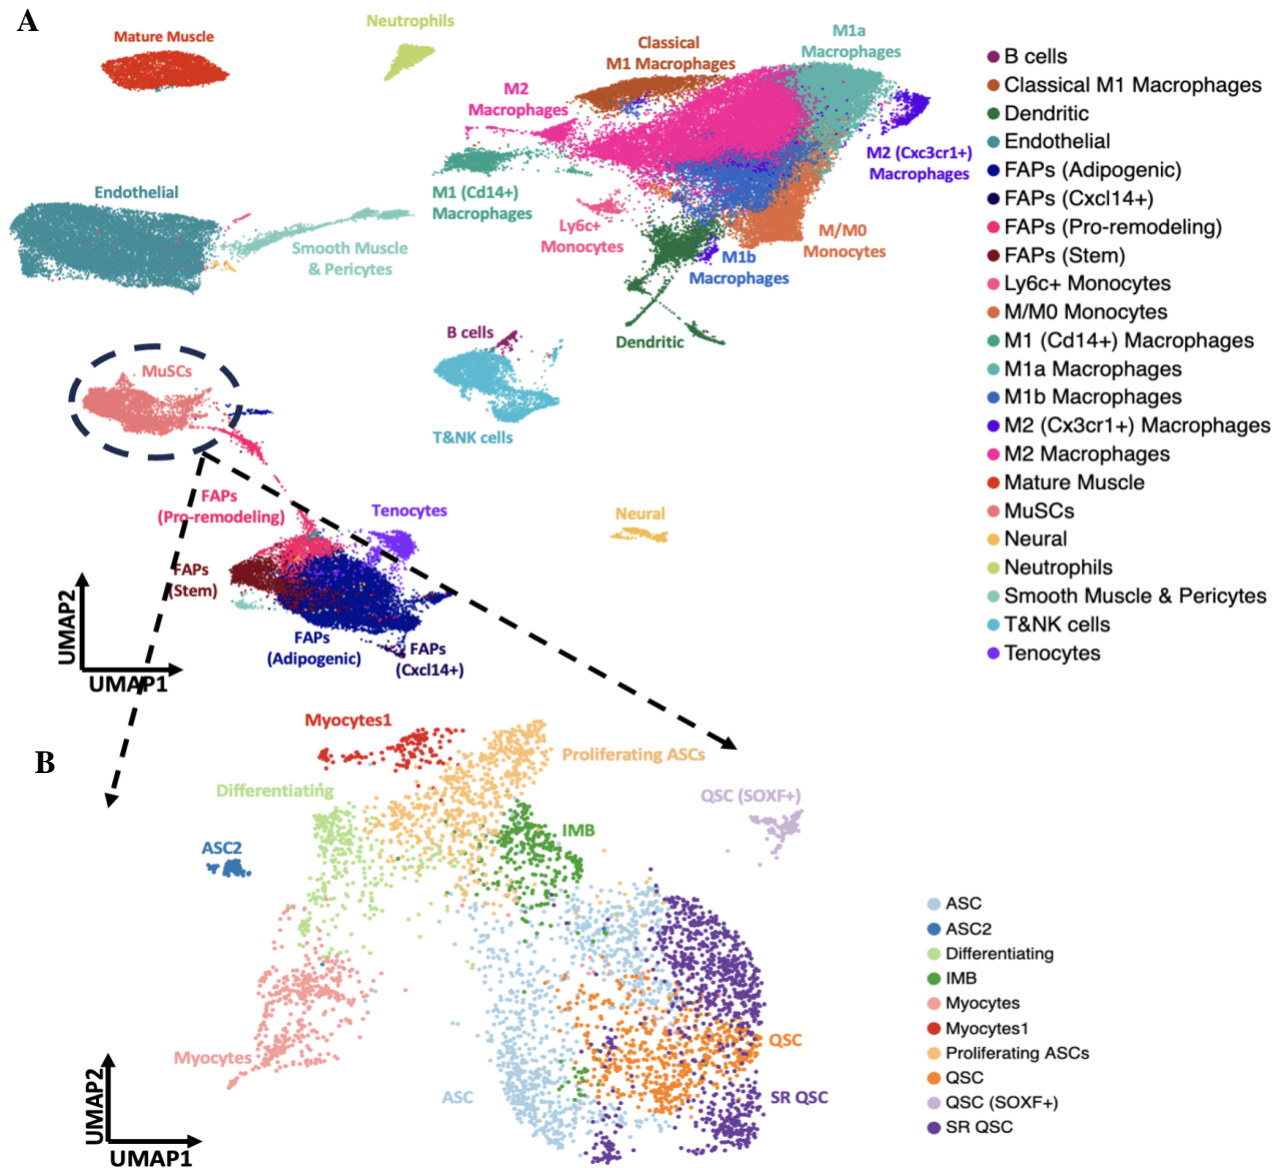 A
Mature Muscle
Neutrophils
Classical
M1 Macrophages
M1a
Macrophages
M2
Macrophages
M2 (Cxc3cr1+)
Macrophages
M1 (Cd14+)
Macrophages
Endothelial
Smooth Muscle
& Pericytes
Ly6c+
Monocytes
M/M0
Monocytes
M1b
Macrophages
Dendritic
B cells
T&NK cells
MuSCs
FAPs
(Pro-remodeling)
Tenocytes
Neural
FAPs
(Stem)
FAPs
(Adipogenic)
FAPs
(Cxcl14+)
UMAP2
UMAP1
B cells
Classical M1 Macrophages
Dendritic
Endothelial
FAPs (Adipogenic)
FAPs (Cxcl14+)
FAPs (Pro-remodeling)
FAPs (Stem)
Ly6c+ Monocytes
M/M0 Monocytes
M1 (Cd14+) Macrophages
M1a Macrophages
M1b Macrophages
M2 (Cx3cr1+) Macrophages
M2 Macrophages
Mature Muscle
MuSCs
Neural
Neutrophils
Smooth Muscle & Pericytes
T&NK cells
Tenocytes
B
Myocytes1
Proliferating ASCs
Differentiating
QSC (SOXF+)
IMB
ASC2
Myocytes
QSC
ASC
SR QSC
UMAP2
UMAP1
ASC
ASC2
Differentiating
IMB
Myocytes
Myocytes1
Proliferating ASCs
QSC
QSC (SOXF+)
SR QSC